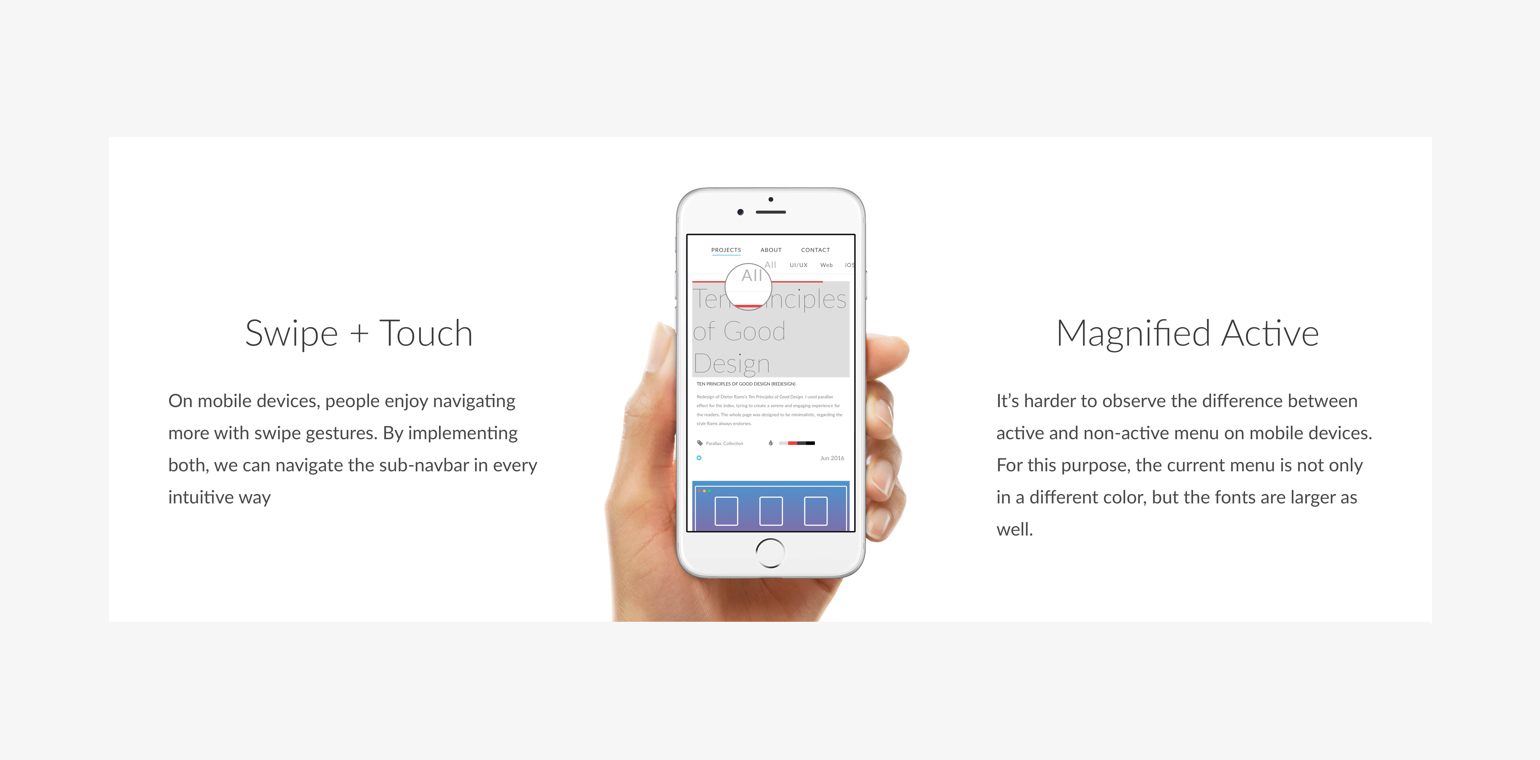 Swipe + Touch
On mobile devices, people enjoy navigating
more with swipe gestures. By implementing
both, we can navigate the sub-navbar in every
intuitive way
PROJECTS ABOUT CONTACT
All UI/UX Web iOS
All
Ten inciples
of Good
Design
TEN PRINCIPLES OF GOOD DESIGN (REDESIGN)
Redesign of Dieter Rams's Ten Principles of Good Design. I used parallax
effect for the index, tyring to create a serene and engaging experience for
the readers. The whole page was designed to be minimalistic, regarding the
style Rams always endorses.
Parallax, Collection
Jun 2016
Magnified Active
It's harder to observe the difference between
active and non-active menu on mobile devices.
For this purpose, the current menu is not only
in a different color, but the fonts are larger as
well.